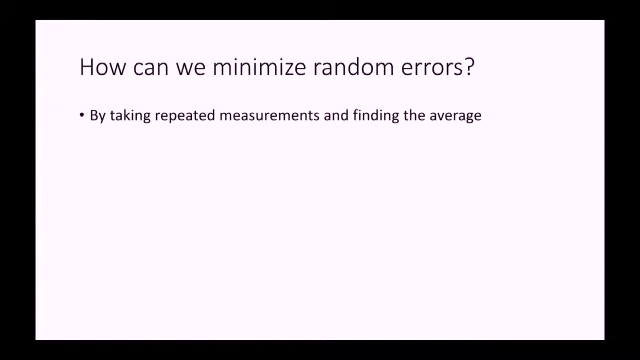 How can we minimize random errors?
• By taking repeated measurements and finding the average